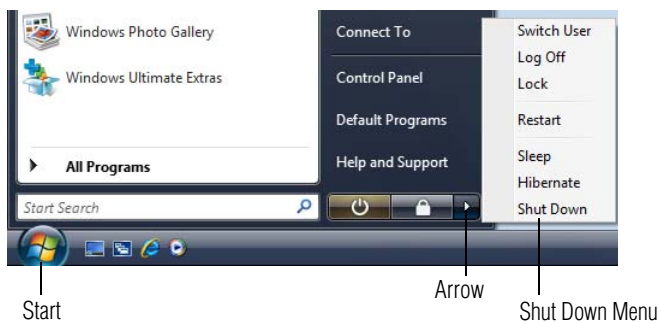 Windows Photo Gallery
Windows Ultimate Extras
All Programs
Start Search
Connect To
Control Panel
Default Programs
Help and Support
Switch User
Log Off
Lock
Restart
Sleep
Hibernate
Shut Down
Start
Arrow
Shut Down Menu